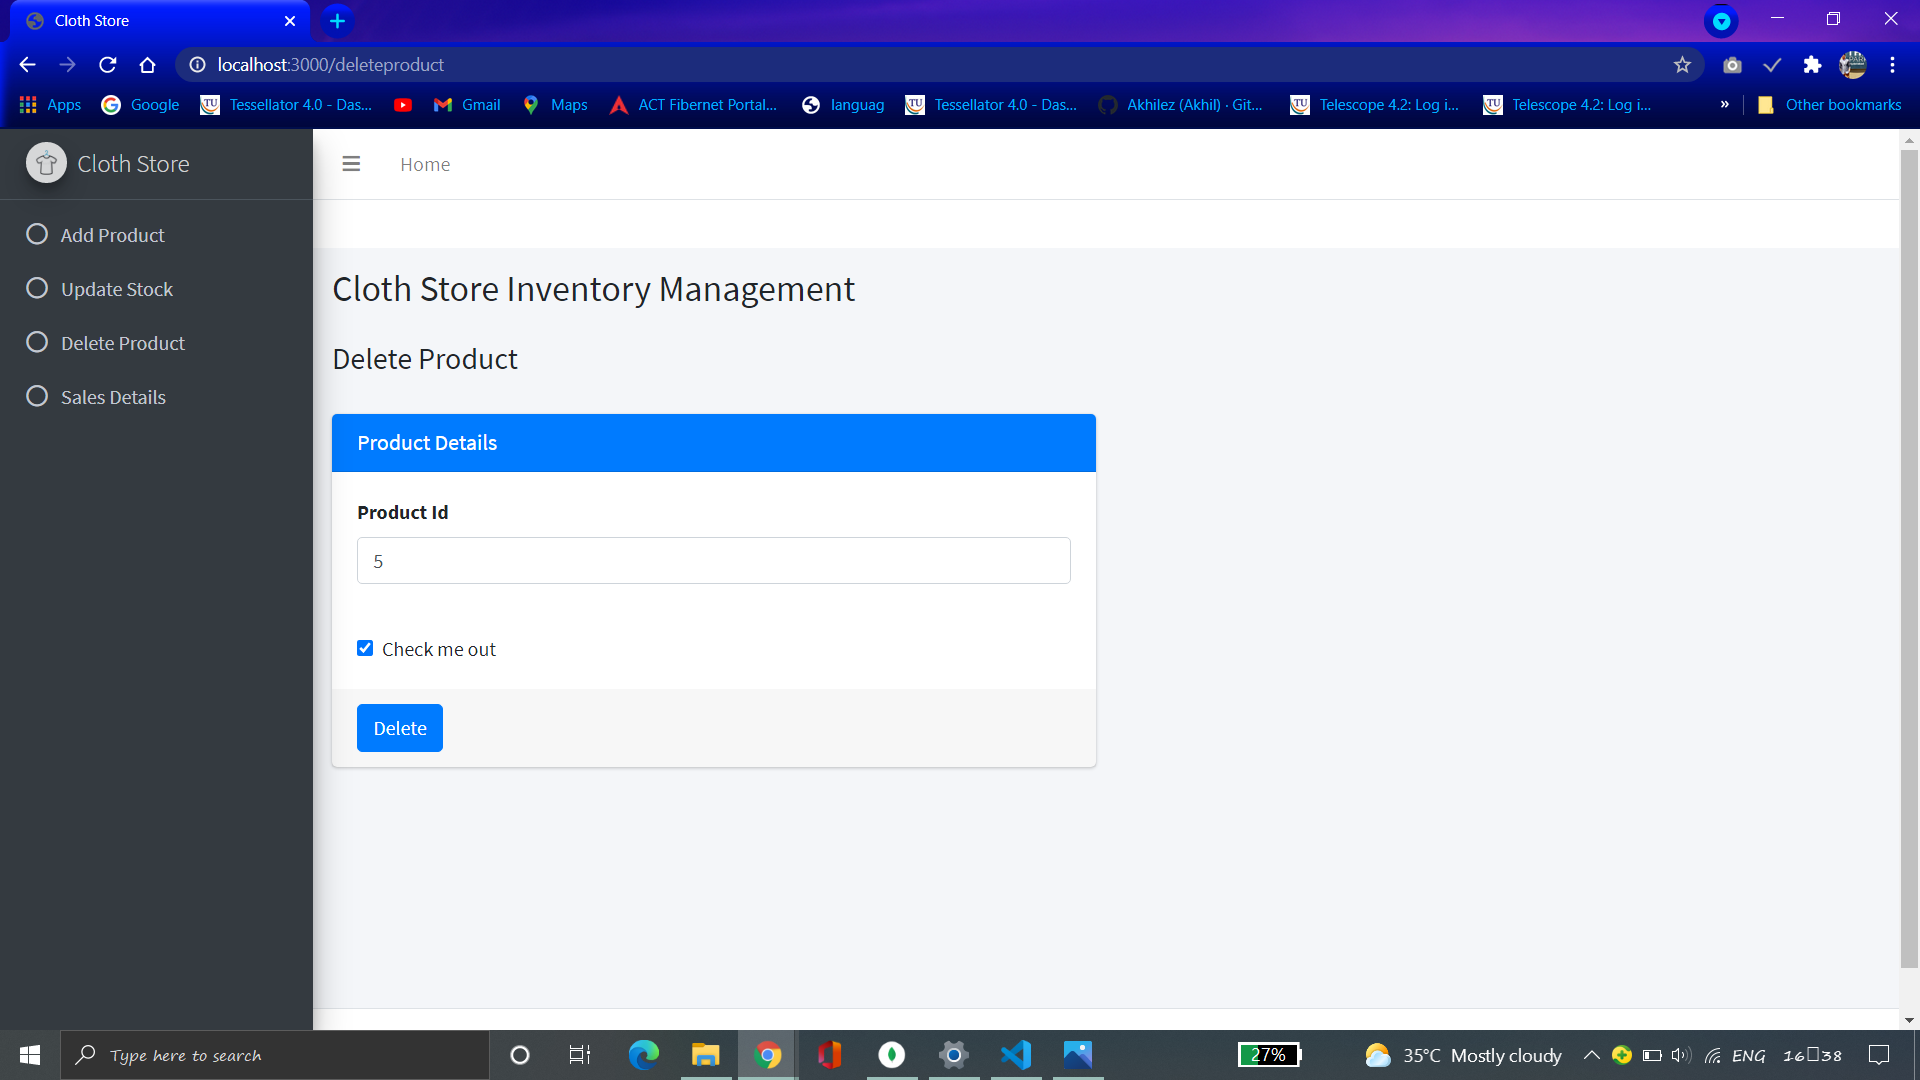 Cloth Store
localhost:3000/deleteproduct
Apps Google Tessellator 4.0 - Das... Gmail Maps ACT Fibernet Portal... languag Tessellator 4.0 - Das... Akhilez (Akhil) · Git... Telescope 4.2: Log i... Telescope 4.2: Log i... » Other bookmarks
Cloth Store
Home
Add Product
Update Stock
Delete Product
Sales Details
Cloth Store Inventory Management
Delete Product
Product Details
Product Id
5
Check me out
Delete
Type here to search
27%
35°C Mostly cloudy
ENG
16 38